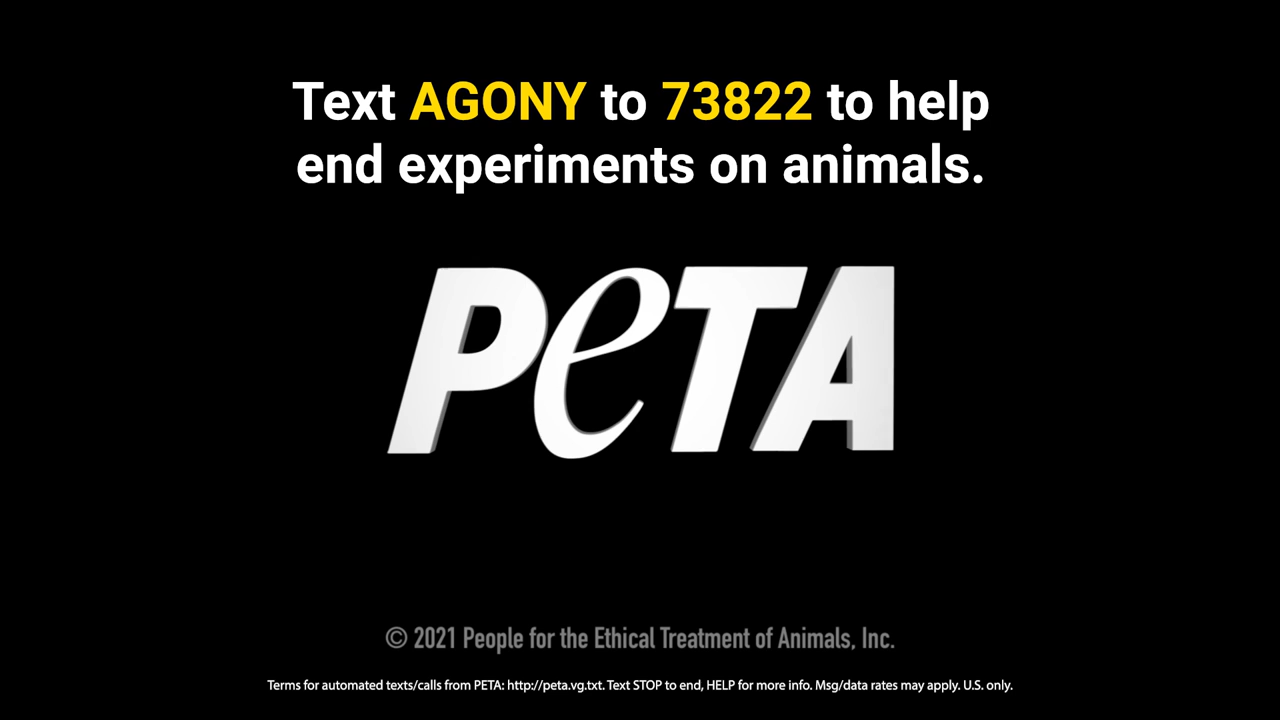 Text AGONY to 73822 to help
end experiments on animals.
PeTA
© 2021 People for the Ethical Treatment of Animals, Inc.
Terms for automated texts/calls from PETA: http://peta.vg.txt. Text STOP to end, HELP for more info. Msg/data rates may apply. U.S. only.